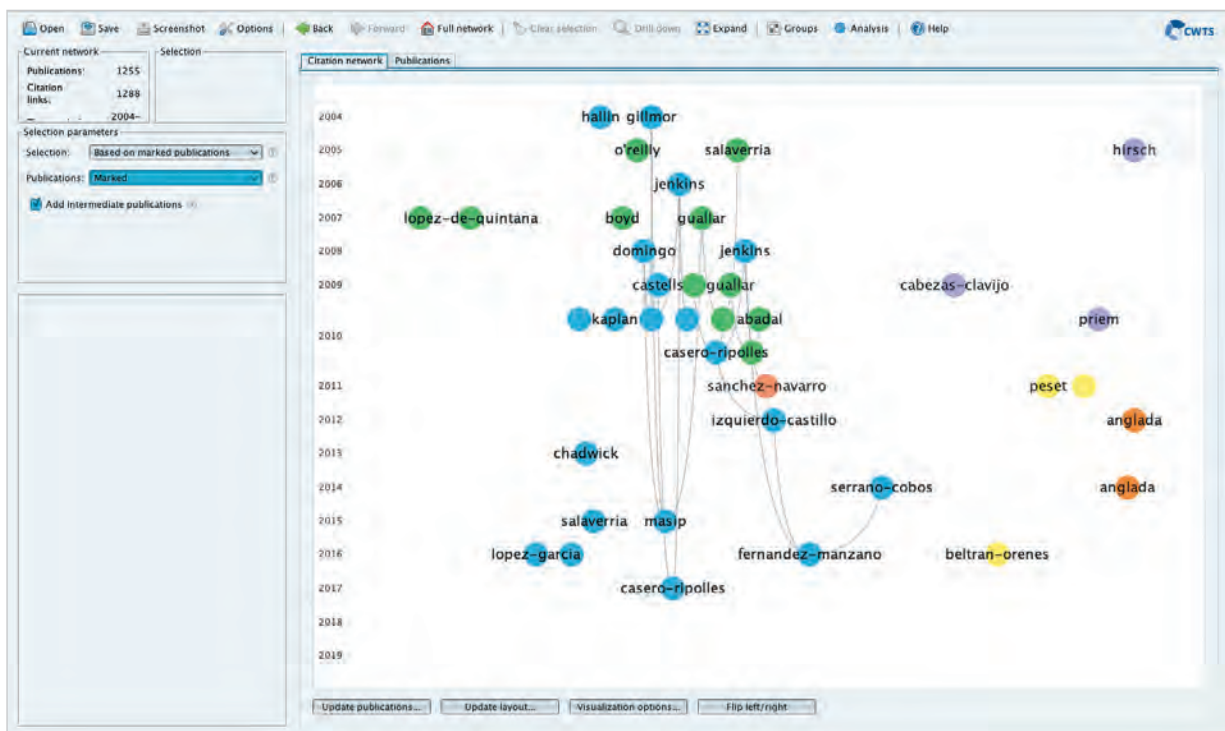 Open Save Screenshot Options Back Forward Full network Clear selection Drill down Expand Groups Analysis Help CWTS
Current network
Selection
Publications: 1255
Citation links: 1288
2004-
Selection parameters
Selection: Based on marked publications
Publications: Marked
Add intermediate publications
Citation network Publications
2004 hallin gillmor
2005 o'reilly salaverria hirsch
2006 jenkins
2007 lopez-de-quintana boyd guallar
2008 domingo jenkins
2009 castells guallar cabezas-clavijo
kaplan abadal priem
2010
casero-ripolles
2011 sanchez-navarro peset
2012 izquierdo-castillo anglada
2013 chadwick
2014 serrano-cobos anglada
2015 salaverria masip
2016 lopez-garcia fernandez-manzano beltran-orenes
2017 casero-ripolles
2018
2019
Update publications... Update layout... Visualization options... Flip left/right